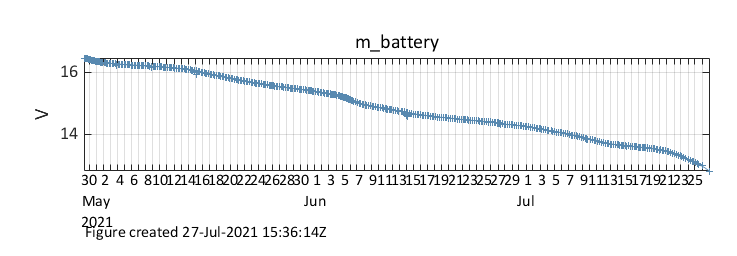 m_battery
V
16
14
30 2 4 6 8 10 12 14 16 18 20 22 24 26 28 30 1 3 5 7 9 11 13 15 17 19 21 23 25 27 29 1 3 5 7 9 11 13 15 17 19 21 23 25
May Jun Jul
2021
Figure created 27-Jul-2021 15:36:14Z